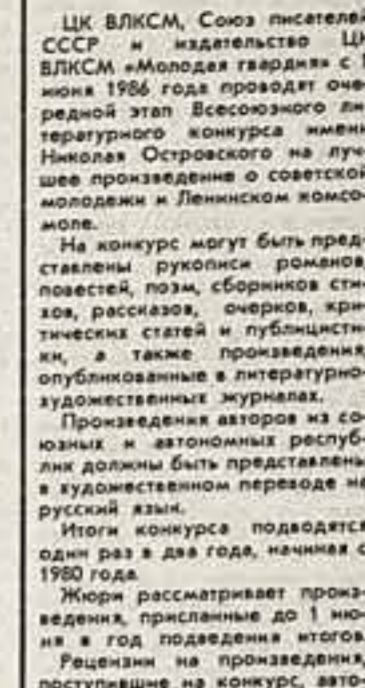 ЦК ВЛКСМ, Союз писателей
СССР и издательство ЦК
ВЛКСМ «Молодая гвардия» с 1
июня 1986 года проводят оче-
редной этап Всесоюзного ли-
тературного конкурса имени
Николая Островского на луч-
шее произведение о советской
молодежи и Ленинском комсо-
моле.
На конкурс могут быть пред-
ставлены рукописи романов,
повестей, поэм, сборников сти-
хов, рассказов, очерков, кри-
тических статей и публицисти-
ки, а также произведения,
опубликованные в литературно-
художественных журналах.
Произведения авторов из со-
юзных и автономных респуб-
лик должны быть представлены
в художественном переводе на
русский язык.
Итоги конкурса подводятся
один раз в два года, начиная с
1980 года.
Жюри рассматривает произ-
ведения, присланные до 1 ию-
ня в год подведения итогов.
Рецензии на произведения,
поступившие на конкурс, авто-